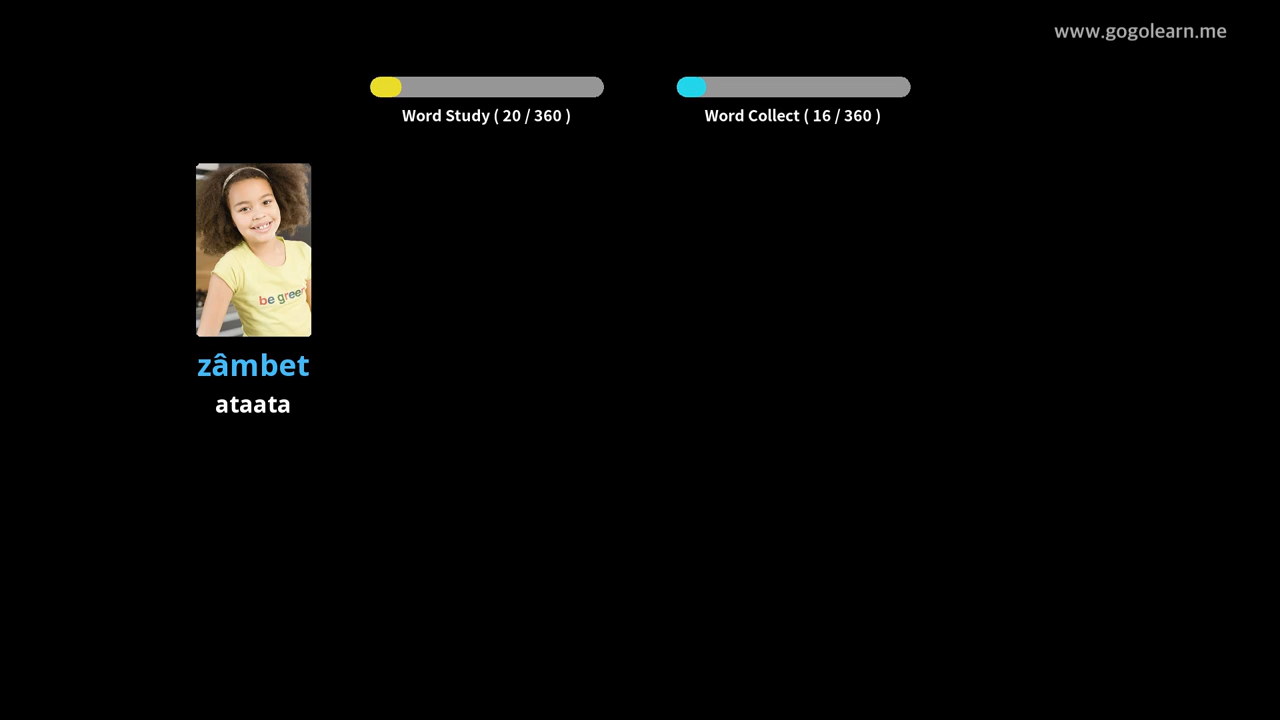 www.gogolearn.me
Word Study ( 20 / 360 )
Word Collect ( 16 / 360 )
be green
zâmbet
ataata